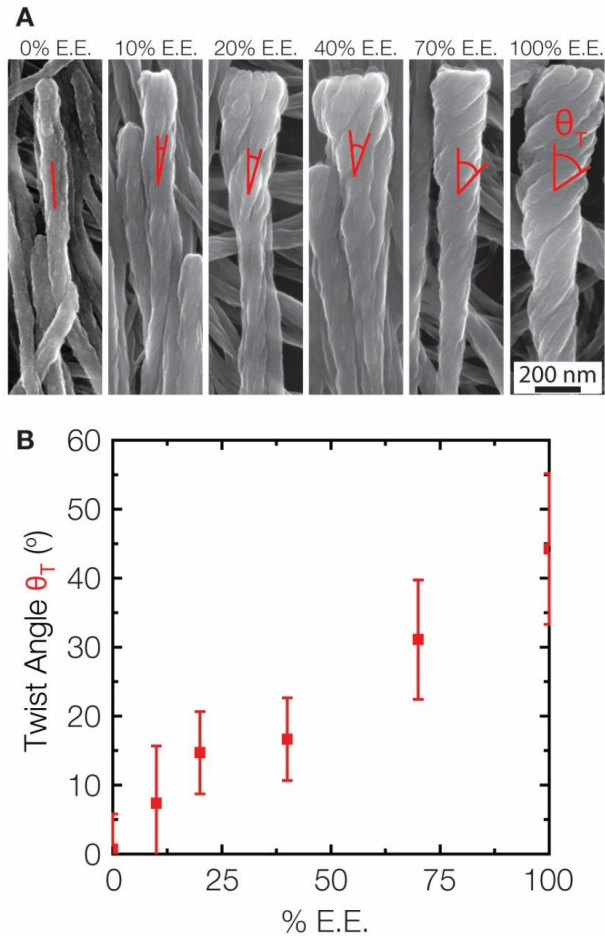 A
0% E.E. 10% E.E. 20% E.E. 40% E.E. 70% E.E. 100% E.E.
θT
200 nm
B
60
50
40
30
20
10
0
Twist Angle θT (º)
0 25 50 75 100
% E.E.